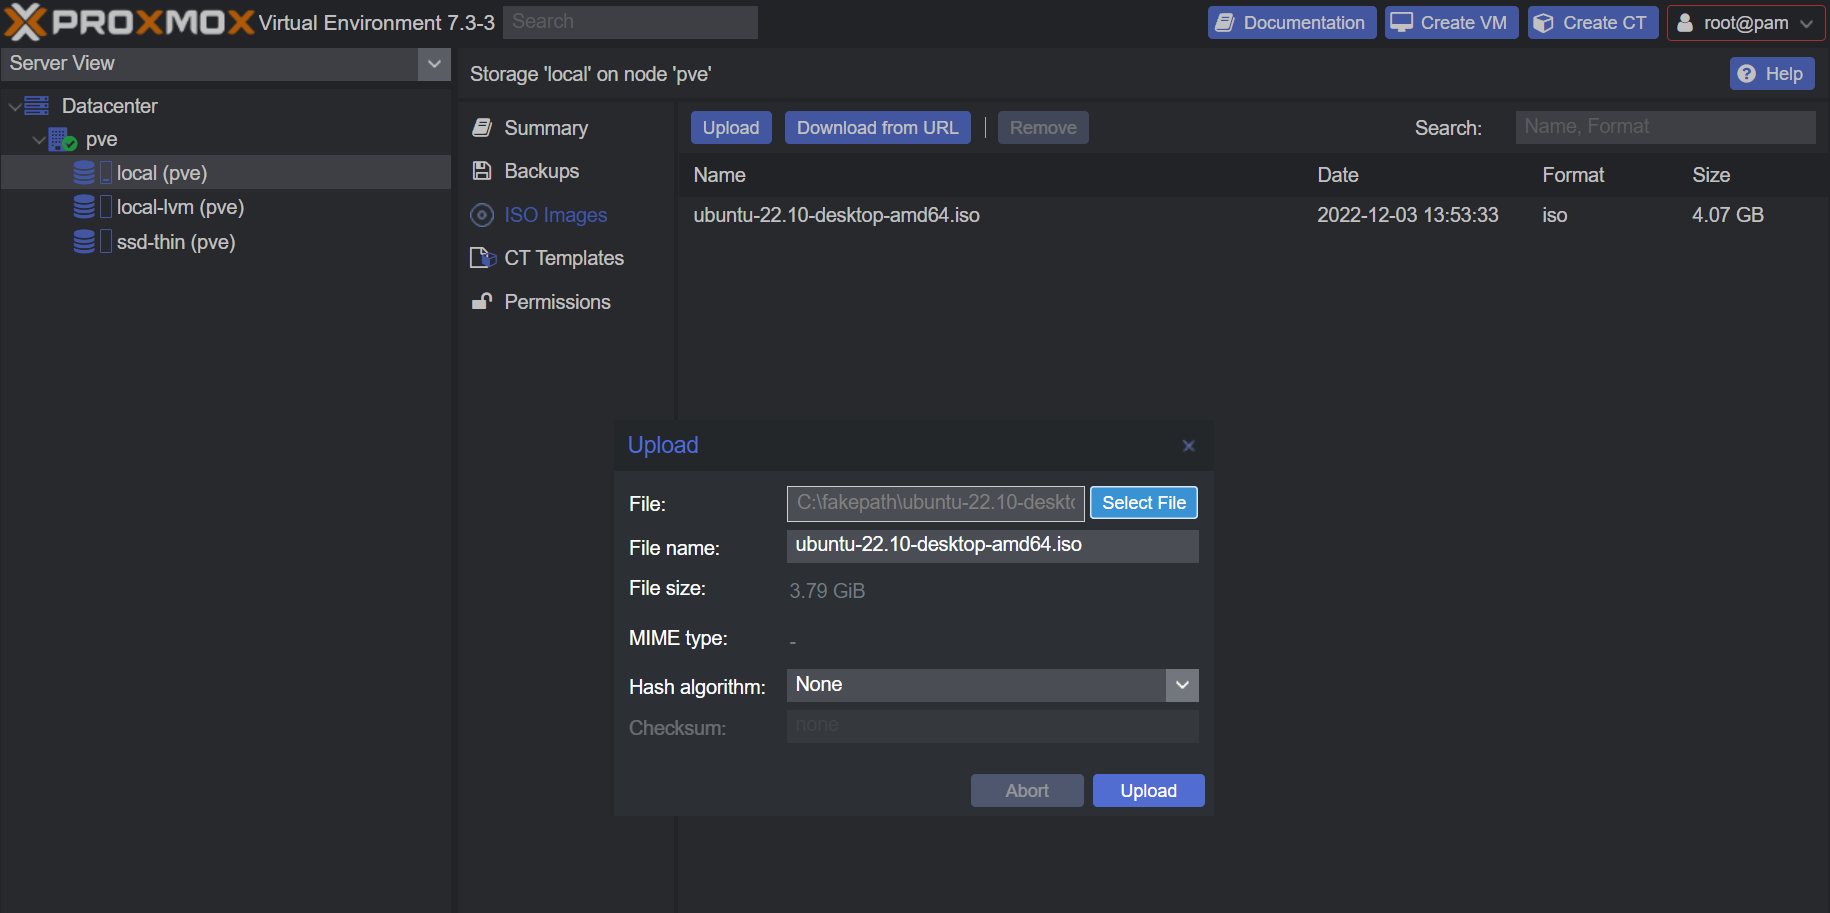 PROXMOX Virtual Environment 7.3-3 Search Documentation Create VM Create CT root@pam
Server View
Datacenter
pve
local (pve)
local-lvm (pve)
ssd-thin (pve)
Storage 'local' on node 'pve' Help
Summary
Backups
ISO Images
CT Templates
Permissions
Upload Download from URL Remove Search: Name, Format
Name Date Format Size
ubuntu-22.10-desktop-amd64.iso 2022-12-03 13:53:33 iso 4.07 GB
Upload
File: C:\fakepath\ubuntu-22.10-deskto Select File
File name: ubuntu-22.10-desktop-amd64.iso
File size: 3.79 GiB
MIME type: -
Hash algorithm: None
Checksum: none
Abort Upload